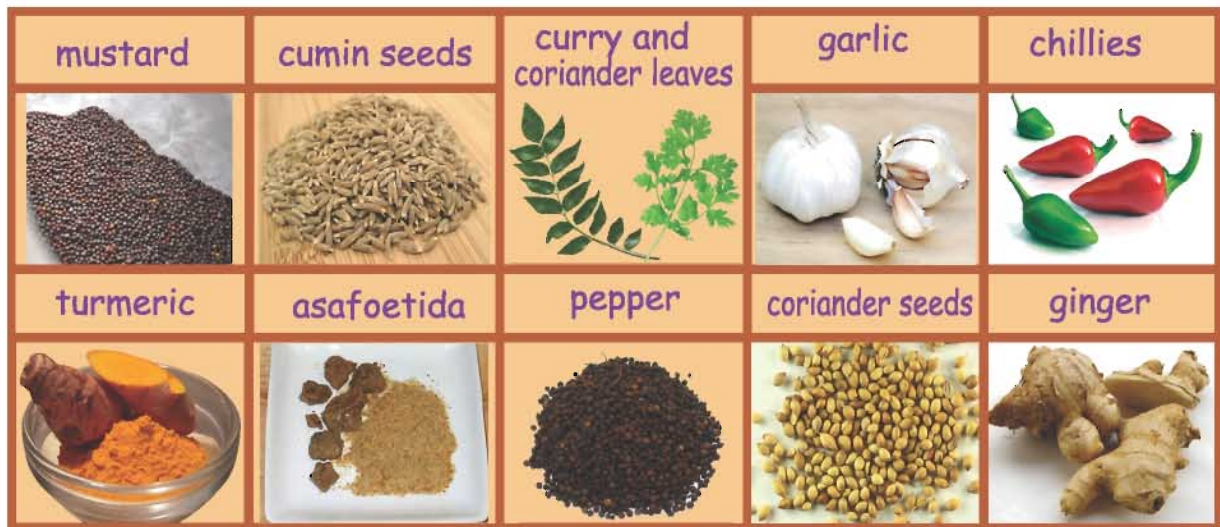 mustard
cumin seeds
curry and
coriander leaves
garlic
chillies
turmeric
asafoetida
pepper
coriander seeds
ginger